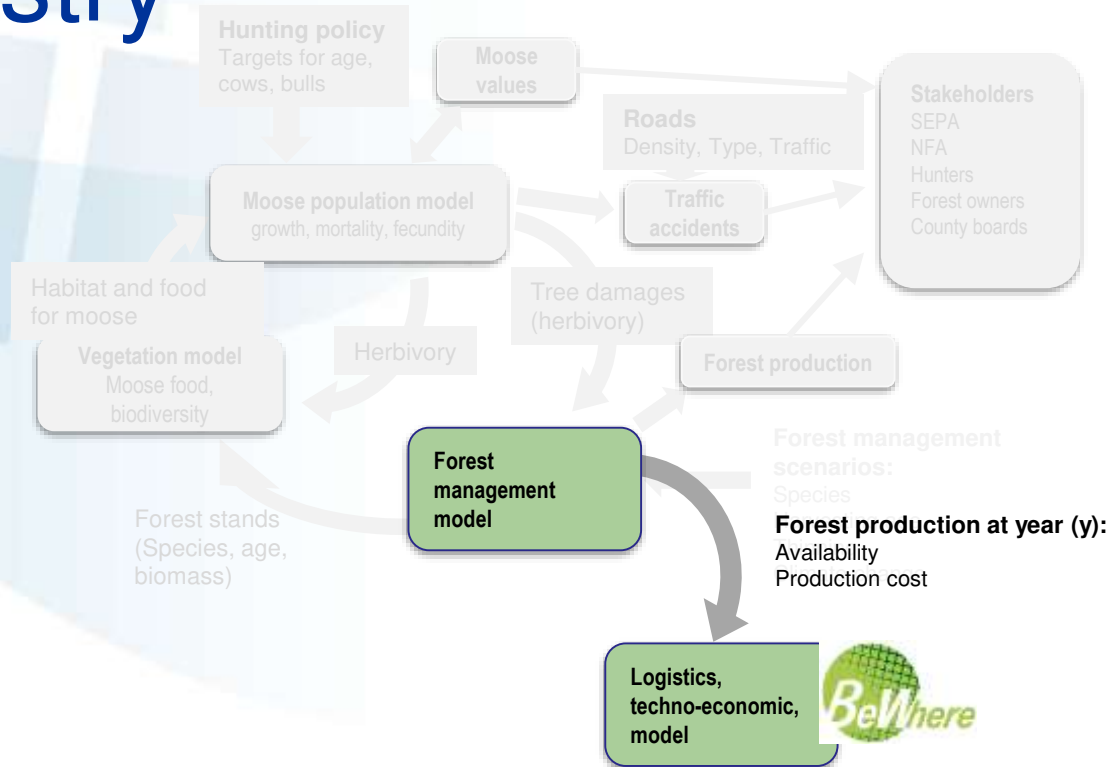 stry
Hunting policy
Targets for age,
cows, bulls
Moose
values
Roads
Density, Type, Traffic
Stakeholders
SEPA
NFA
Hunters
Forest owners
County boards
Moose population model
growth, mortality, fecundity
Traffic
accidents
Habitat and food
for moose
Tree damages
(herbivory)
Herbivory
Vegetation model
Moose food,
biodiversity
Forest production
Forest
management
model
Forest management
scenarios:
Species
Forest production at year (y):
Availability
Production cost
Forest stands
(Species, age,
biomass)
Logistics,
techno-economic,
model
BeWhere